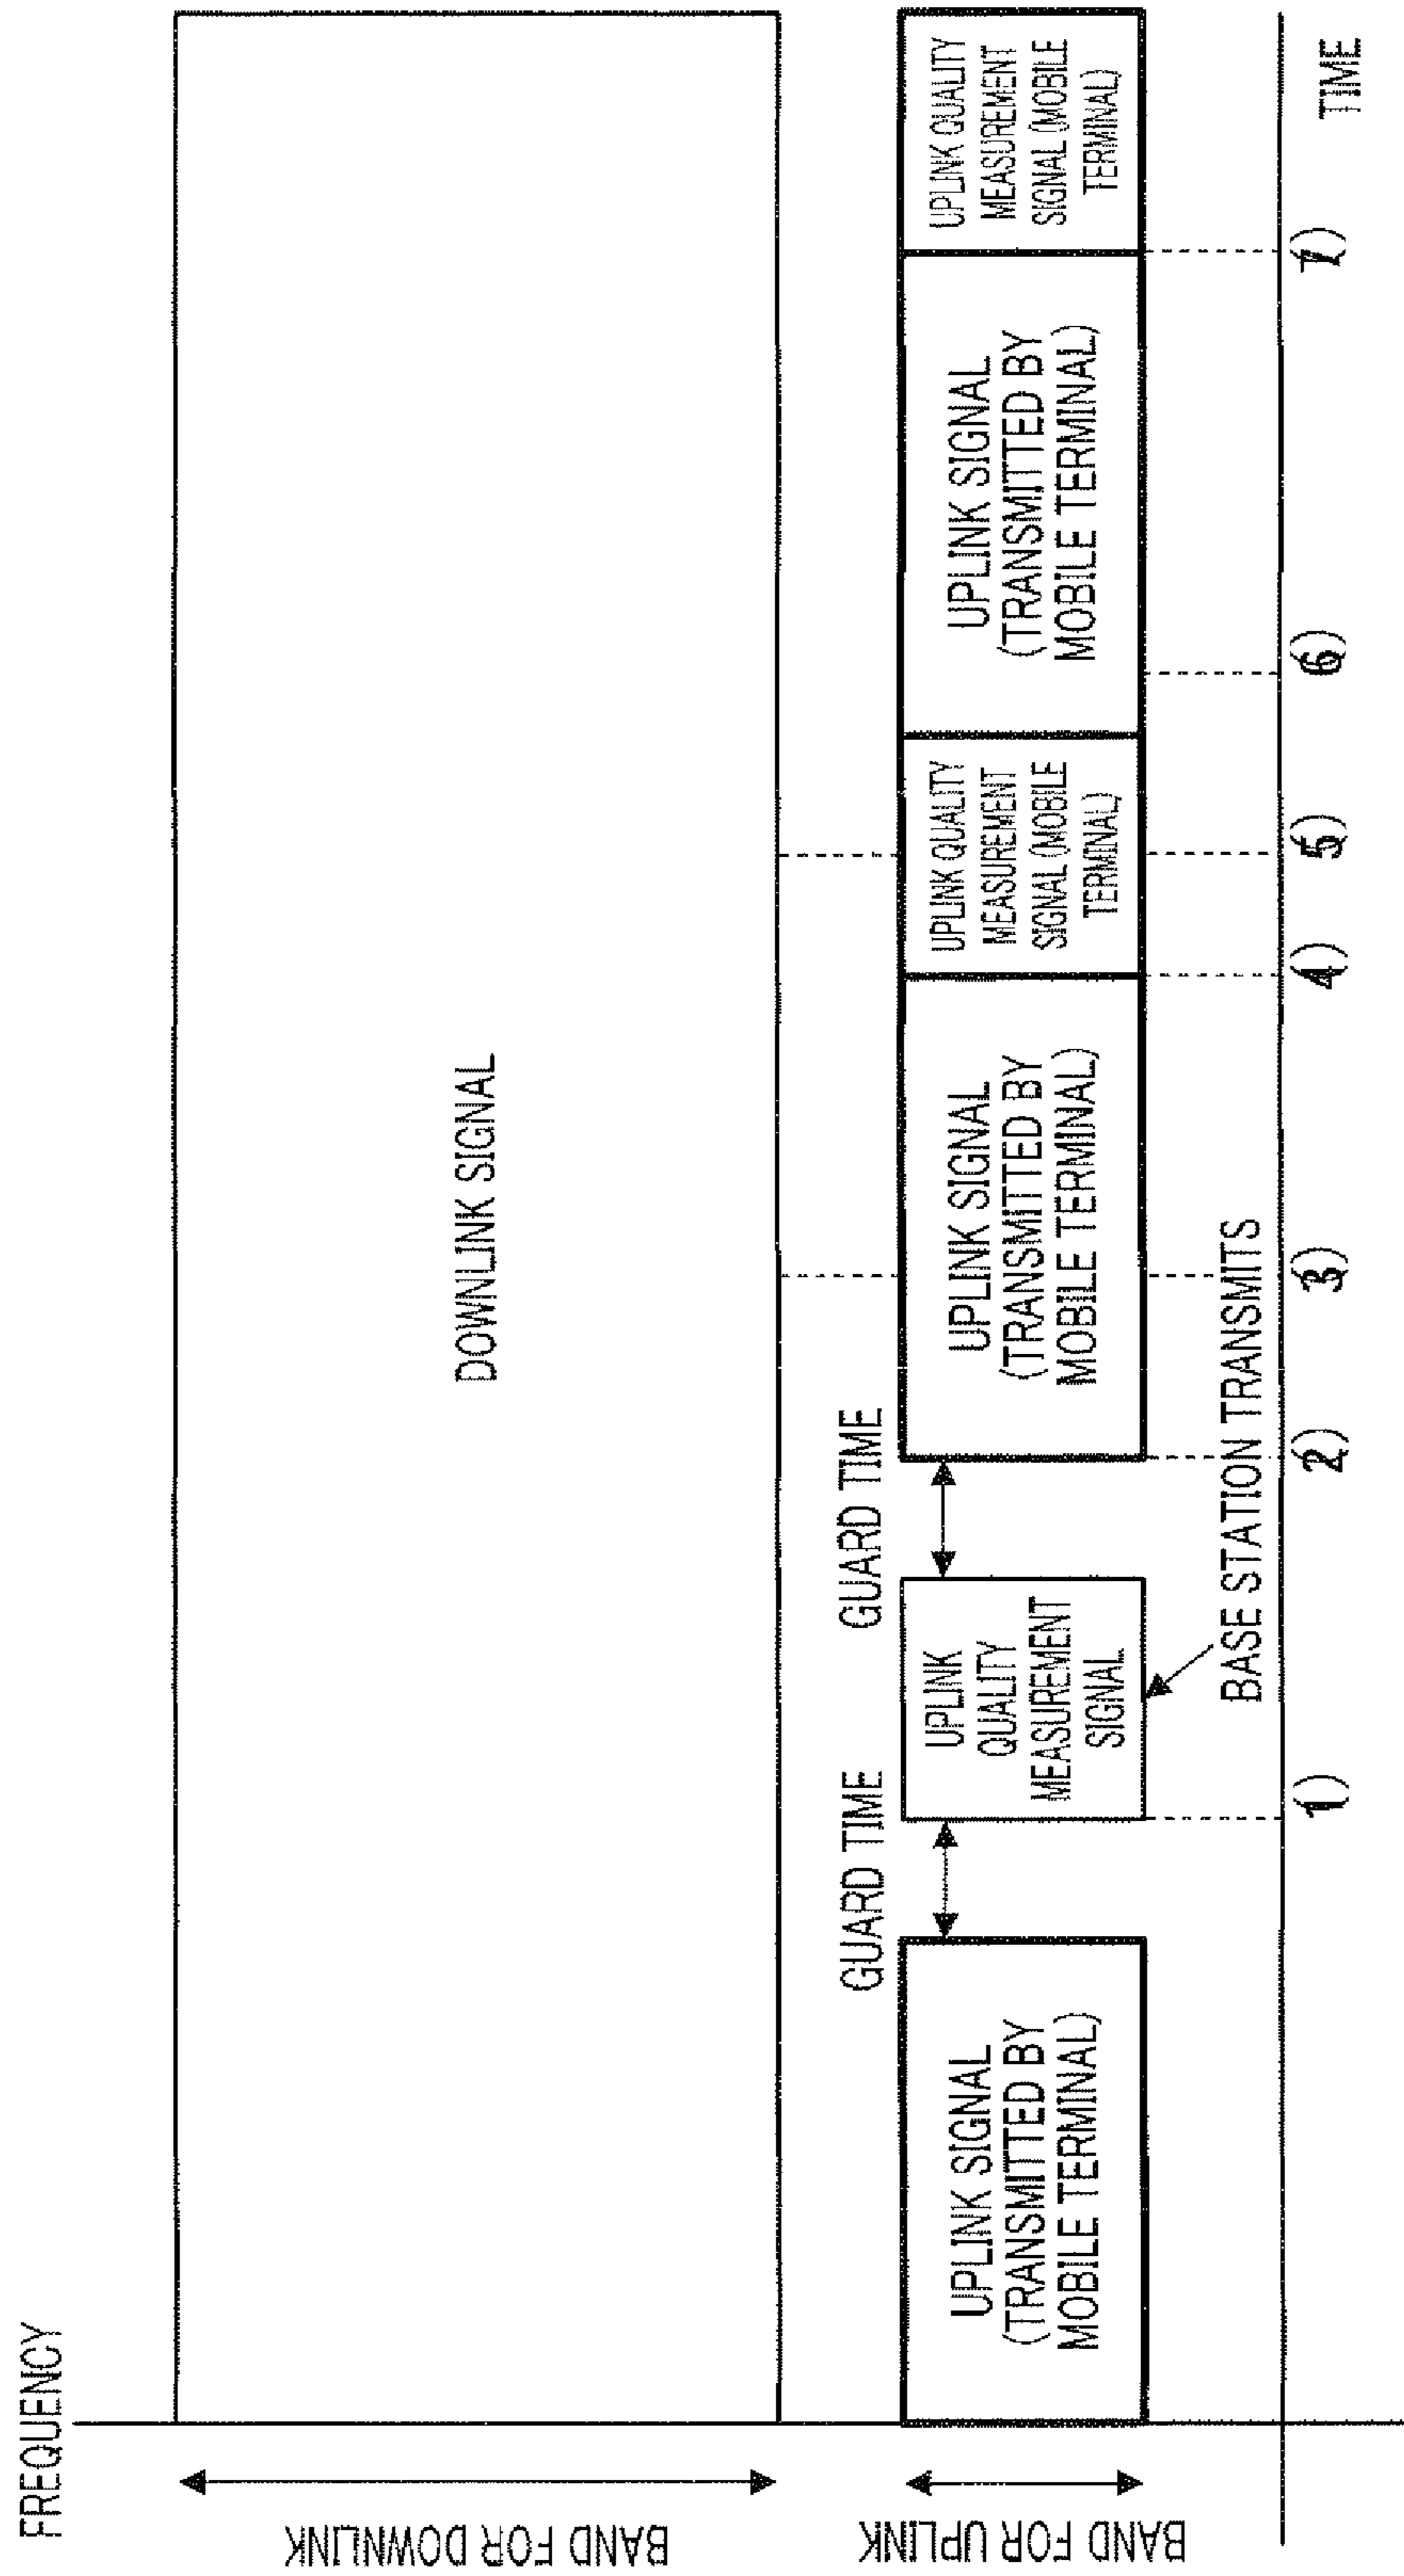 FREQUENCY
BAND FOR DOWNLINK
DOWNLINK SIGNAL
BAND FOR UPLINK
GUARD TIME
GUARD TIME
UPLINK SIGNAL
(TRANSMITTED BY
MOBILE TERMINAL)
UPLINK
QUALITY
MEASUREMENT
SIGNAL
UPLINK SIGNAL
(TRANSMITTED BY
MOBILE TERMINAL)
UPLINK QUALITY
MEASUREMENT
SIGNAL (MOBILE
TERMINAL)
UPLINK SIGNAL
(TRANSMITTED BY
MOBILE TERMINAL)
UPLINK QUALITY
MEASUREMENT
SIGNAL (MOBILE
TERMINAL)
BASE STATION TRANSMITS
(1)
(2)
(3)
(4)
(5)
(6)
(7)
TIME